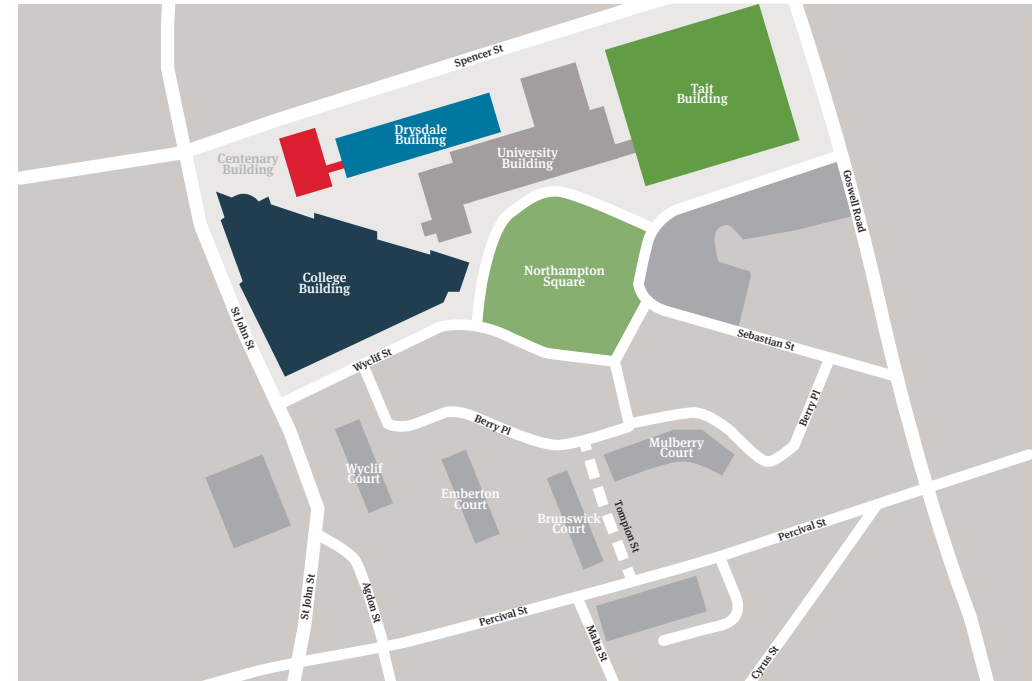 Spencer St
Tait
Building
Drysdale
Building
University
Building
Centenary
Building
Goswell Road
College
Building
Northampton
Square
St John St
Sebastian St
Wyclif St
Berry Pl
Berry Pl
Mulberry
Court
Wyclif
Court
Emberton
Court
Brunswick
Court
Tompion St
Percival St
St John St
Agdon St
Percival St
Malta St
Cyrus St